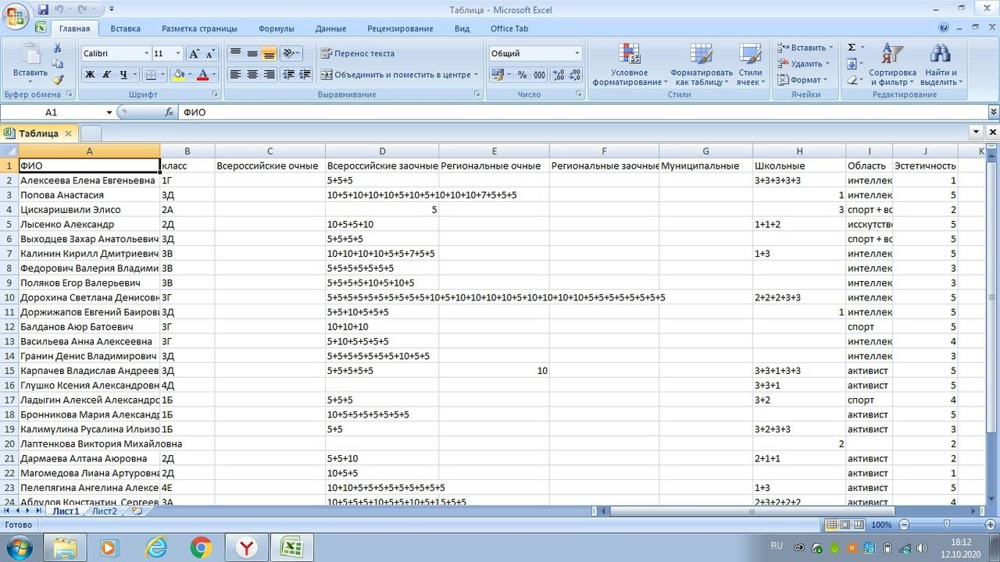 Таблица - Microsoft Excel
Главная Вставка Разметка страницы Формулы Данные Рецензирование Вид Office Tab
Calibri 11 Перенос текста Общий
Вставить Ж К Ч Объединить и поместить в центре % 000 Условное форматирование Форматировать как таблицу Стили ячеек Вставить Удалить Формат Сортировка и фильтр Найти и выделить
Буфер обмена Шрифт Выравнивание Число Стили Ячейки Редактирование
A1 fx ФИО
Таблица
A B C D E F G H I J K
1 ФИО класс Всероссийские очные Всероссийские заочные Региональные очные Региональные заочные Муниципальные Школьные Область Эстетичность
2 Алексеева Елена Евгеньевна 1Г 5+5+5 3+3+3+3+3 интеллек 1
3 Попова Анастасия 3Д 10+5+10+10+10+5+10+5+10+10+10+7+5+5+5 1 интеллек 5
4 Цискаришвили Элисо 2А 5 3 спорт + вс 2
5 Лысенко Александр 2Д 10+5+5+10 1+1+2 исскутстве 5
6 Выходцев Захар Анатольевич 3Д 5+5+5+5 спорт + вс 5
7 Калинин Кирилл Дмитриевич 3В 10+10+10+10+5+5+7+5+5 1+3 интеллек 5
8 Федорович Валерия Владими 3В 5+5+5+5+5+5 интеллек 3
9 Поляков Егор Валерьевич 3В 5+5+5+5+10+5+10+5 интеллек 3
10 Дорохина Светлана Денисовн 3Г 5+5+5+5+5+5+5+5+5+5+10+5+10+10+10+10+5+10+10+10+10+5+5+5+5+5+5+5+5 2+2+2+3+3 интеллек 5
11 Доржижапов Евгений Баирови 3Д 5+5+10+5+5+5 1 интеллек 5
12 Балданов Аюр Батоевич 3Г 10+10+10 спорт 5
13 Васильева Анна Алексеевна 3Г 5+10+5+5+5+5 интеллек 4
14 Гранин Денис Владимирович 3Д 5+5+5+5+5+5+10+5+5 интеллек 3
15 Карпачев Владислав Андреев 3Д 5+5+5+5+5 10 3+3+1+3+3 активист 5
16 Глушко Ксения Александровн 4Д 3+3+1 активист 5
17 Ладыгин Алексей Александро 1Б 5+5+5 3+2 спорт 4
18 Бронникова Мария Александр 1Б 10+5+5+5+5+5+5+5 активист 5
19 Калимулина Русалина Ильизо 1Б 5+5 3+2+3+3 активист 3
20 Лаптенкова Виктория Михайловна 2 2
21 Дармаева Алтана Аюровна 2Д 5+5+10 2+1+1 активист 5
22 Магомедова Лиана Артуровна 2Д 10+5+5 активист 1
23 Пелепягина Ангелина Алексе 4Е 10+10+5+5+5+5+5+5+5+5+5 1+3 активист 5
24 Абдулов Константин Сергеев 3А 10+5+5+5+10+5+5+10+5+15+5+5 2+3+2+2+2 активист 4
Лист1 Лист2
Готово 100%
RU 18:12
12.10.2020